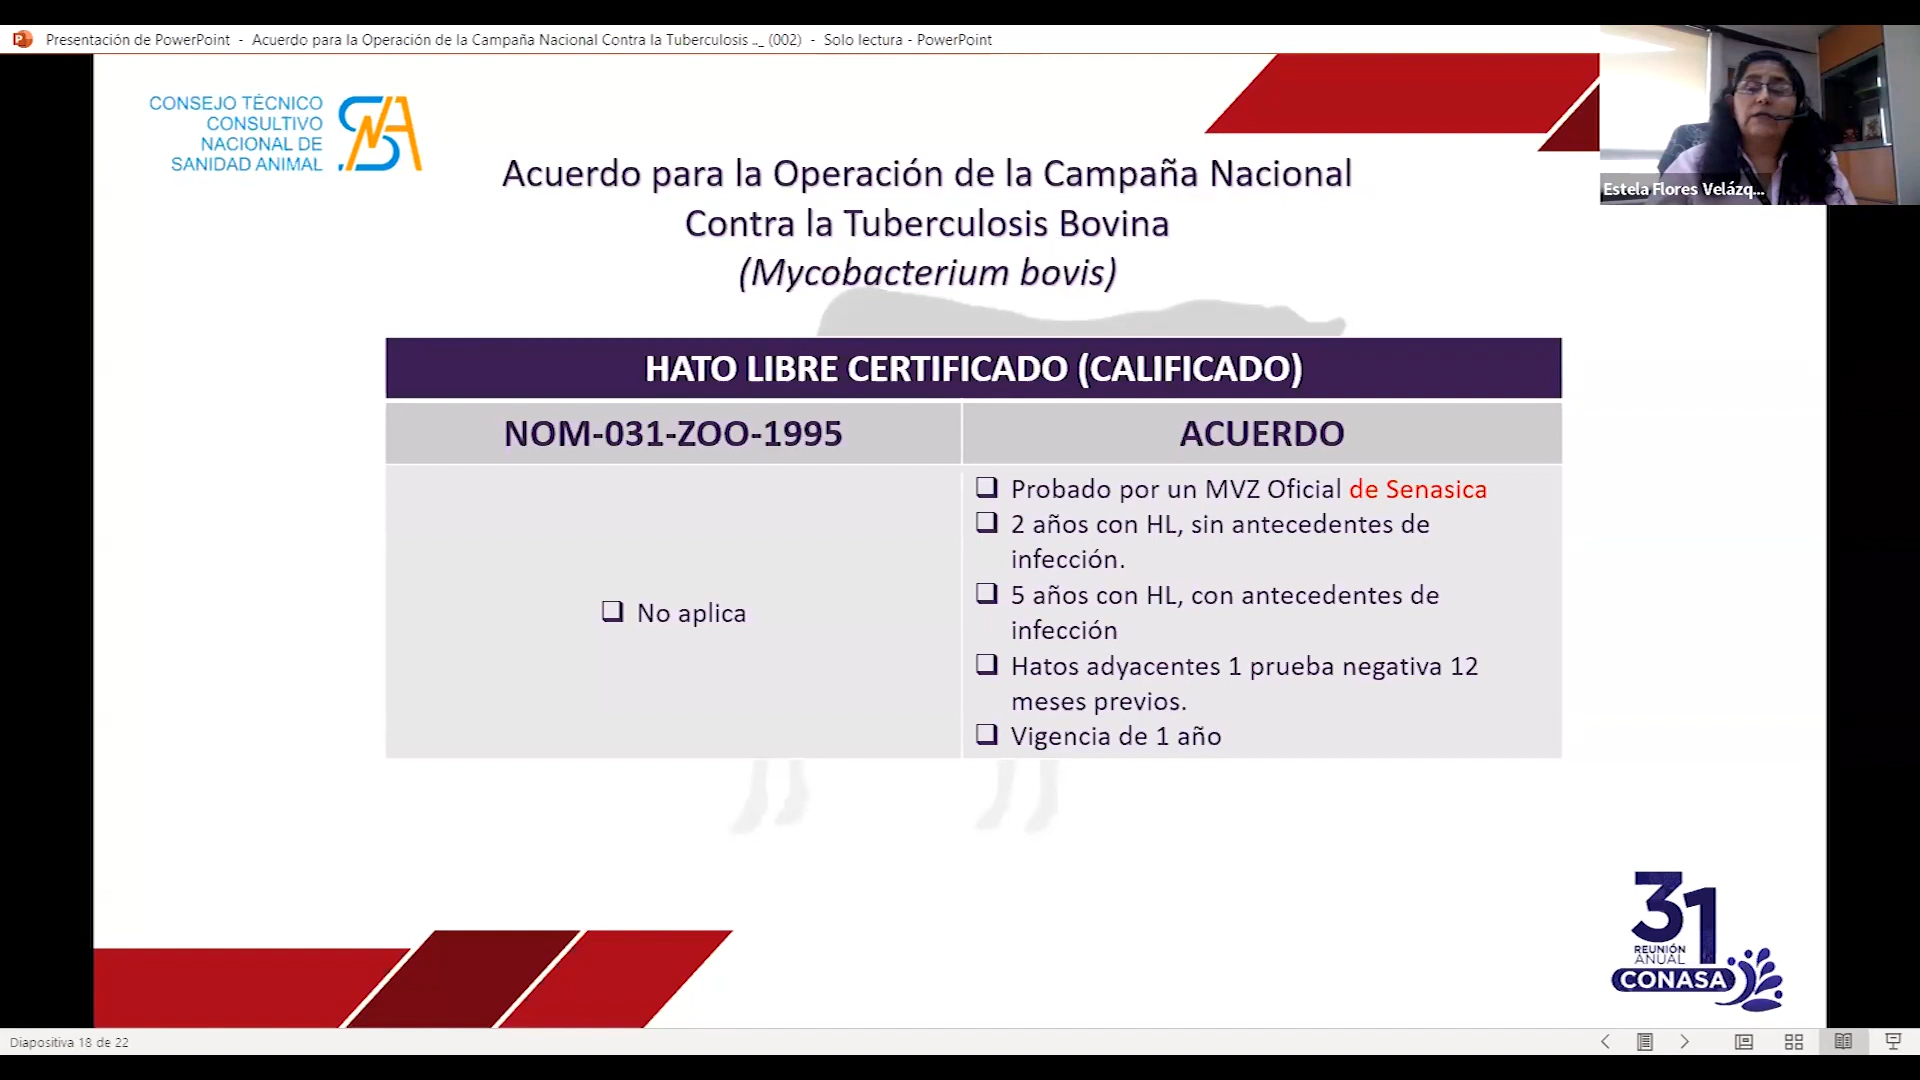 Presentación de PowerPoint - Acuerdo para la Operación de la Campaña Nacional Contra la Tuberculosis .._ (002) - Solo lectura - PowerPoint
CONSEJO TÉCNICO
CONSULTIVO
NACIONAL DE
SANIDAD ANIMAL
Estela Flores Velázq...
Acuerdo para la Operación de la Campaña Nacional
Contra la Tuberculosis Bovina
(Mycobacterium bovis)
HATO LIBRE CERTIFICADO (CALIFICADO)
NOM-031-ZOO-1995
ACUERDO
No aplica
Probado por un MVZ Oficial de Senasica
2 años con HL, sin antecedentes de
infección.
5 años con HL, con antecedentes de
infección
Hatos adyacentes 1 prueba negativa 12
meses previos.
Vigencia de 1 año
31
REUNIÓN
ANUAL
CONASA
Diapositiva 18 de 22